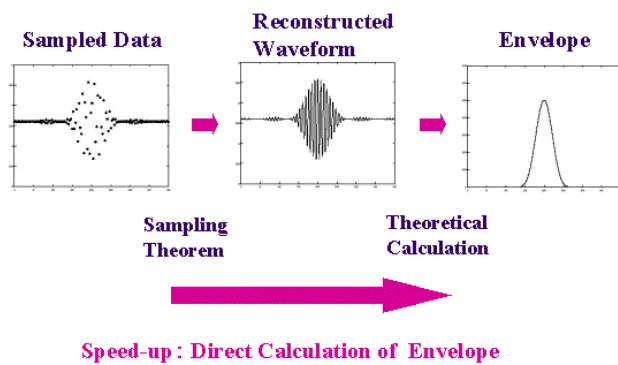 Sampled Data
Reconstructed
Waveform
Envelope
Sampling
Theorem
Theoretical
Calculation
Speed-up : Direct Calculation of Envelope